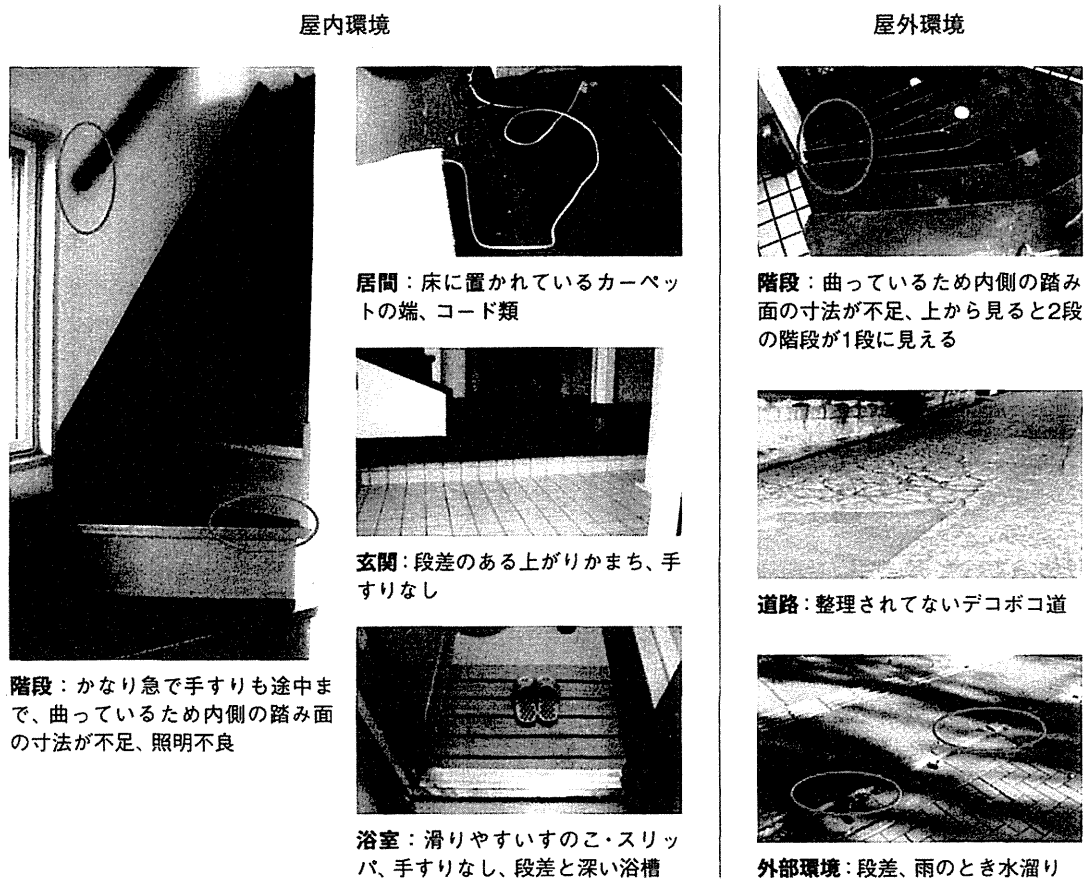 屋内環境
階段：かなり急で手すりも途中ま
で、曲っているため内側の踏み面
の寸法が不足、照明不良
居間：床に置かれているカーペッ
トの端、コード類
玄関：段差のある上がりかまち、手
すりなし
浴室：滑りやすいすのこ・スリッ
パ、手すりなし、段差と深い浴槽
屋外環境
階段：曲っているため内側の踏み
面の寸法が不足、上から見ると2段
の階段が1段に見える
道路：整理されてないデコボコ道
外部環境：段差、雨のとき水溜り